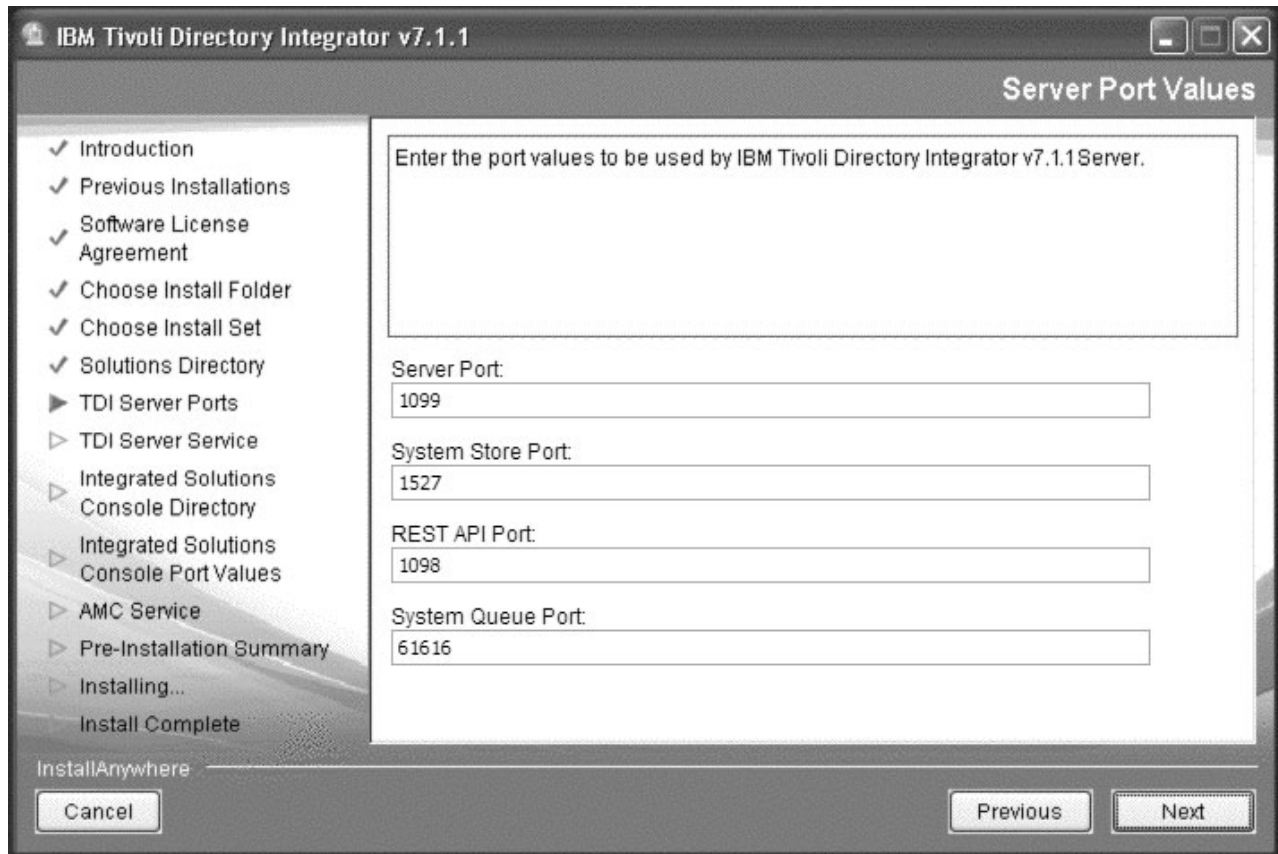 IBM Tivoli Directory Integrator v7.1.1
Server Port Values
Introduction
Previous Installations
Software License
Agreement
Choose Install Folder
Choose Install Set
Solutions Directory
TDI Server Ports
TDI Server Service
Integrated Solutions
Console Directory
Integrated Solutions
Console Port Values
AMC Service
Pre-Installation Summary
Installing...
Install Complete
Enter the port values to be used by IBM Tivoli Directory Integrator v7.1.1Server.
Server Port:
1099
System Store Port:
1527
REST API Port:
1098
System Queue Port:
61616
InstallAnywhere
Cancel
Previous
Next